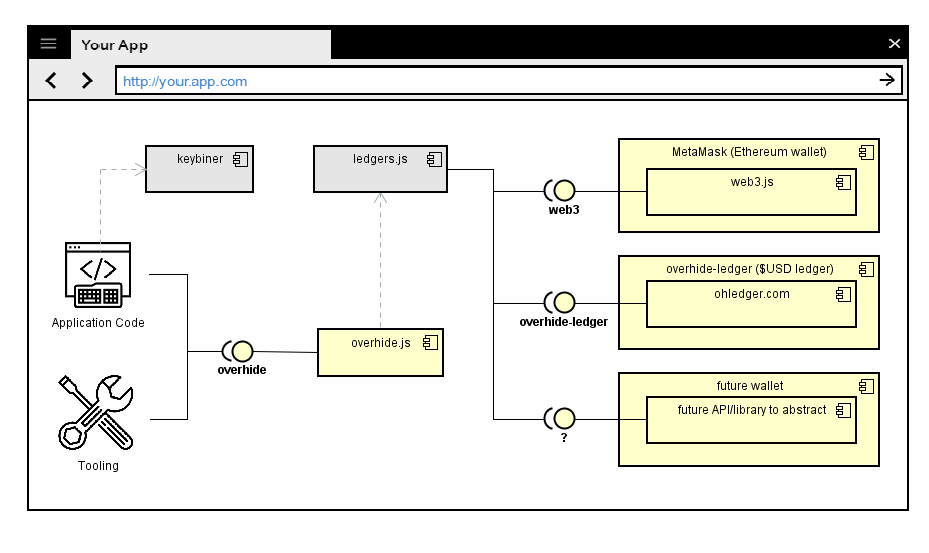 Your App
http://your.app.com
keybiner
ledgers.js
MetaMask (Ethereum wallet)
web3.js
web3
overhide-ledger ($USD ledger)
ohledger.com
overhide-ledger
Application Code
overhide.js
overhide
future wallet
future API/library to abstract
?
Tooling